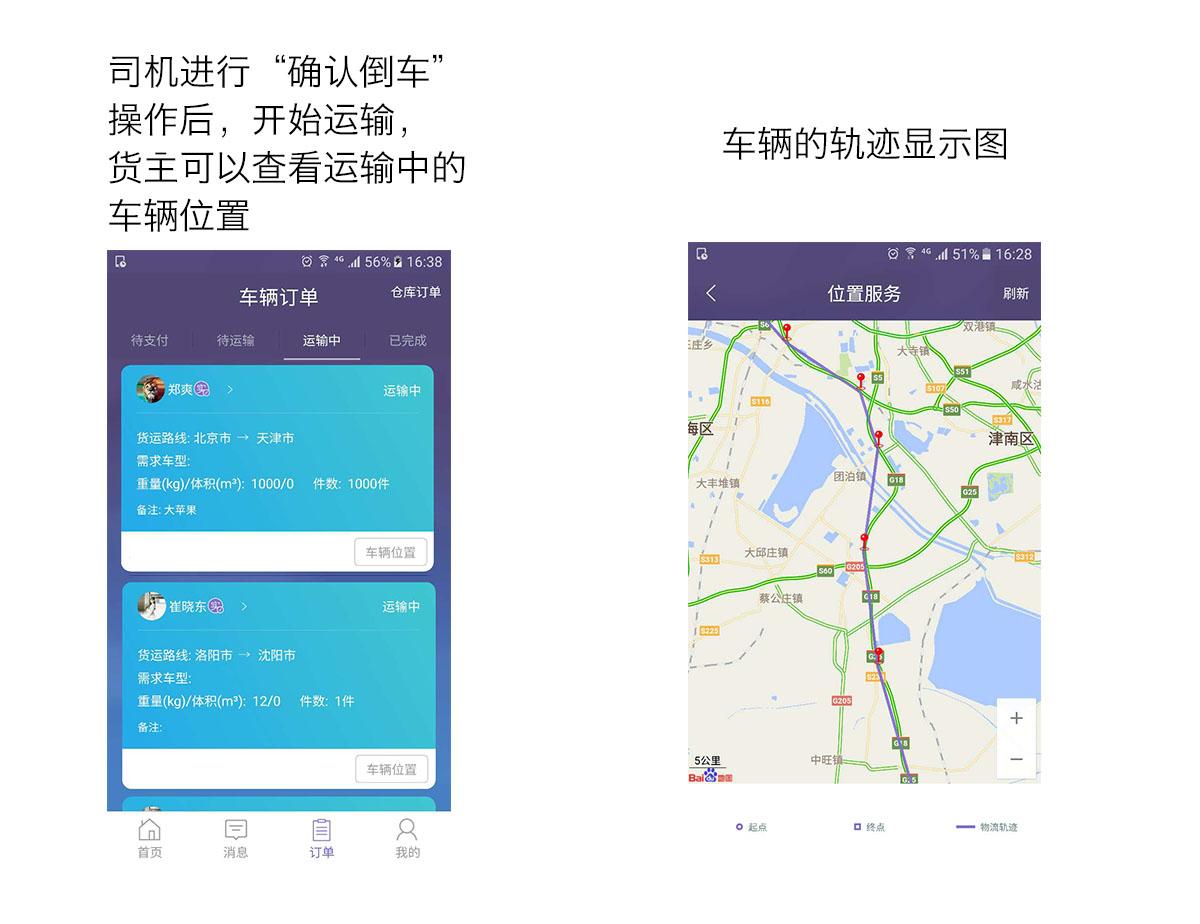 司机进行“确认倒车”
操作后，开始运输，
货主可以查看运输中的
车辆位置
4G 56% 16:38
车辆订单
仓库订单
待支付 待运输 运输中 已完成
郑爽 运输中
货运路线: 北京市 → 天津市
需求车型:
重量(kg)/体积(m³): 1000/0 件数: 1000件
备注: 大苹果
车辆位置
崔晓东 运输中
货运路线: 洛阳市 → 沈阳市
需求车型:
重量(kg)/体积(m³): 12/0 件数: 1件
备注:
车辆位置
首页 消息 订单 我的
车辆的轨迹显示图
4G 51% 16:28
位置服务
刷新
S6
双港镇
王庄乡
大寺镇
S51
S5
S107
咸水沽
S116
S50
S317
海区
津南区
团泊镇
大丰堆镇
G18
G25
大邱庄镇
S313
S312
G205
S60
蔡公庄镇
G18
S225
G205
G18
中旺镇
5公里
Bai du 地图
起点 终点 物流轨迹